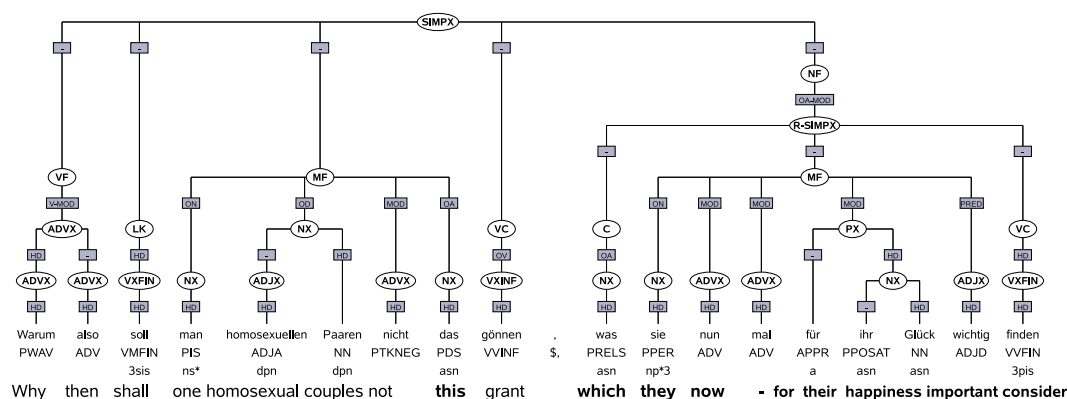 SIMPX
- - - - -
NF
OA-MOD
R-SIMPX
- - -
VF MF MF
V-MOD ON OD MOD OA ON MOD MOD MOD PRED
ADVX LK NX VC C PX VC
HD - HD - HD OV OA - HD HD
ADVX ADVX VXFIN NX ADJX ADVX NX VXINF NX NX ADVX ADVX NX ADJX VXFIN
HD HD HD HD HD HD HD HD HD HD HD HD - HD HD HD
Warum also soll man homosexuellen Paaren nicht das gönnen , was sie nun mal für ihr Glück wichtig finden
PWAV ADV VMFIN PIS ADJA NN PTKNEG PDS VVINF $, PRELS PPER ADV ADV APPR PPOSAT NN ADJD VVFIN
3sis ns* dpn dpn asn asn np*3 a asn asn 3pis
Why then shall one homosexual couples not this grant which they now - for their happiness important consider